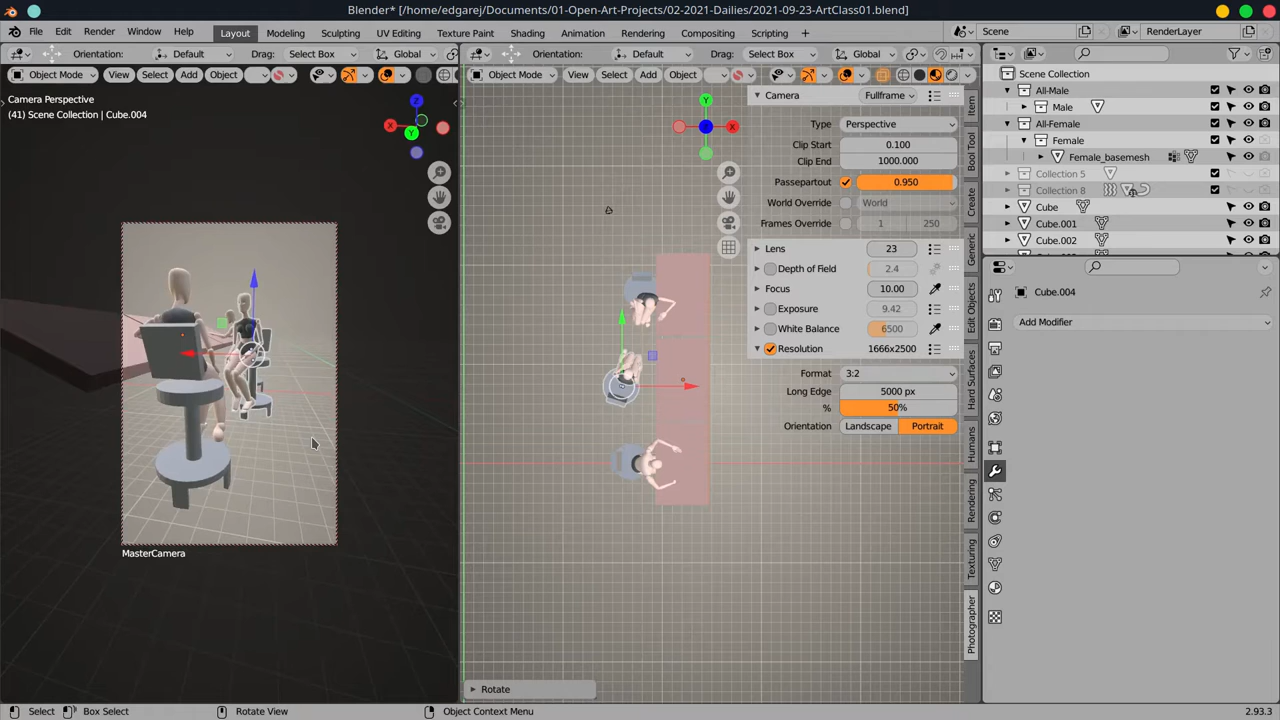 Blender* [/home/edgarej/Documents/01-Open-Art-Projects/02-2021-Dailies/2021-09-23-ArtClass01.blend]
File Edit Render Window Help Layout Modeling Sculpting UV Editing Texture Paint Shading Animation Rendering Compositing Scripting + Scene RenderLayer
Orientation: Default Drag: Select Box Global
Orientation: Default Drag: Select Box Global
Object Mode View Select Add Object
Object Mode View Select Add Object
Camera Perspective
(41) Scene Collection | Cube.004
Z
X
Y
MasterCamera
Y
Z
X
Rotate
Camera Fullframe
Type Perspective
Clip Start 0.100
Clip End 1000.000
Passepartout 0.950
World Override World
Frames Override 1 250
Lens 23
Depth of Field 2.4
Focus 10.00
Exposure 9.42
White Balance 6500
Resolution 1666x2500
Format 3:2
Long Edge 5000 px
% 50%
Orientation Landscape Portrait
Item
Bool Tool
Create
Generic
Edit Objects
Hard Surfaces
Humans
Rendering
Texturing
Photographer
Scene Collection
All-Male
Male
All-Female
Female
Female_basemesh
Collection 5
Collection 8
Cube
Cube.001
Cube.002
Cube.004
Add Modifier
Select Box Select Rotate View Object Context Menu 2.93.3